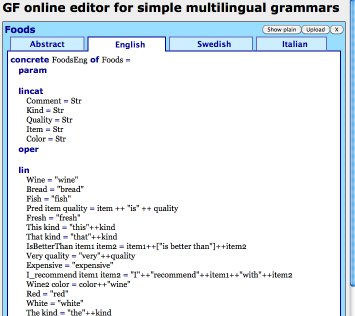 GF online editor for simple multilingual grammars
Foods
Show plain Upload X
Abstract English Swedish Italian
concrete FoodsEng of Foods =
param
lincat
Comment = Str
Kind = Str
Quality = Str
Item = Str
Color = Str
oper
lin
Wine = "wine"
Bread = "bread"
Fish = "fish"
Pred item quality = item ++ "is" ++ quality
Fresh = "fresh"
This kind = "this"++kind
That kind = "that"++kind
IsBetterThan item1 item2 = item1++["is better than"]++item2
Very quality = "very"++quality
Expensive = "expensive"
I_recommend item1 item2 = "I"++"recommend"++item1++"with"++item2
Wine2 color = color++"wine"
Red = "red"
White = "white"
The kind = "the"++kind